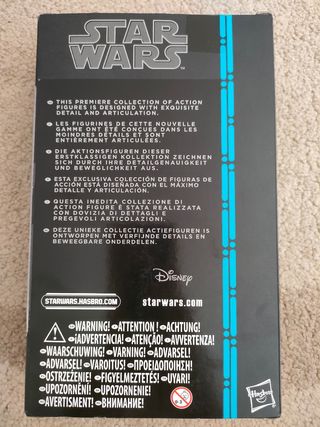 STAR
WARS
THIS PREMIERE COLLECTION OF ACTION
FIGURES IS DESIGNED WITH EXQUISITE
DETAIL AND ARTICULATION.
LES FIGURINES DE CETTE NOUVELLE
GAMME ONT ÉTÉ CONÇUES DANS LES
MOINDRES DÉTAILS ET SONT
ENTIÈREMENT ARTICULÉES.
DIE AKTIONSFIGUREN DIESER
ERSTKLASSIGEN KOLLEKTION ZEICHNEN
SICH DURCH IHRE DETAILGENAUIGKEIT
UND BEWEGLICHKEIT AUS.
ESTA EXCLUSIVA COLECCIÓN DE FIGURAS DE
ACCIÓN ESTÁ DISEÑADA CON EL MÁXIMO
DETALLE Y ARTICULACIÓN.
QUESTA INEDITA COLLEZIONE DI
ACTION FIGURE È STATA REALIZZATA
CON DOVIZIA DI DETTAGLI E
PREGEVOLI ARTICOLAZIONI.
DEZE UNIEKE COLLECTIE ACTIEFIGUREN IS
ONTWORPEN MET VERFIJNDE DETAILS EN
BEWEEGBARE ONDERDELEN.
Disney
STARWARS.HASBRO.COM starwars.com
WARNING! ATTENTION! ACHTUNG!
¡ADVERTENCIA! ATENÇÃO! AVVERTENZA!
WAARSCHUWING! VARNING! ADVARSEL!
ADVARSEL! VAROITUS! ΠΡΟΕΙΔΟΠΟΙΗΣΗ!
OSTRZEŻENIE! FIGYELMEZTETÉS! UYARI!
UPOZORNĚNÍ! UPOZORNENIE!
AVERTISMENT! ВНИМАНИЕ!
Hasbro